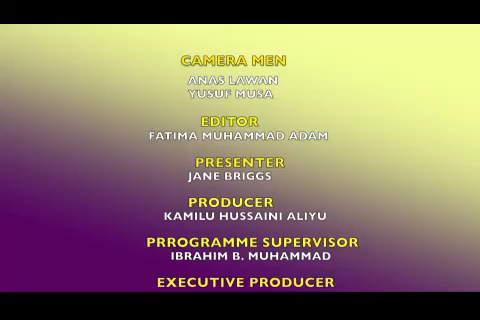 CAMERA MEN
ANAS LAWAN
YUSUF MUSA
EDITOR
FATIMA MUHAMMAD ADAM
PRESENTER
JANE BRIGGS
PRODUCER
KAMILU HUSSAINI ALIYU
PRROGRAMME SUPERVISOR
IBRAHIM B. MUHAMMAD
EXECUTIVE PRODUCER